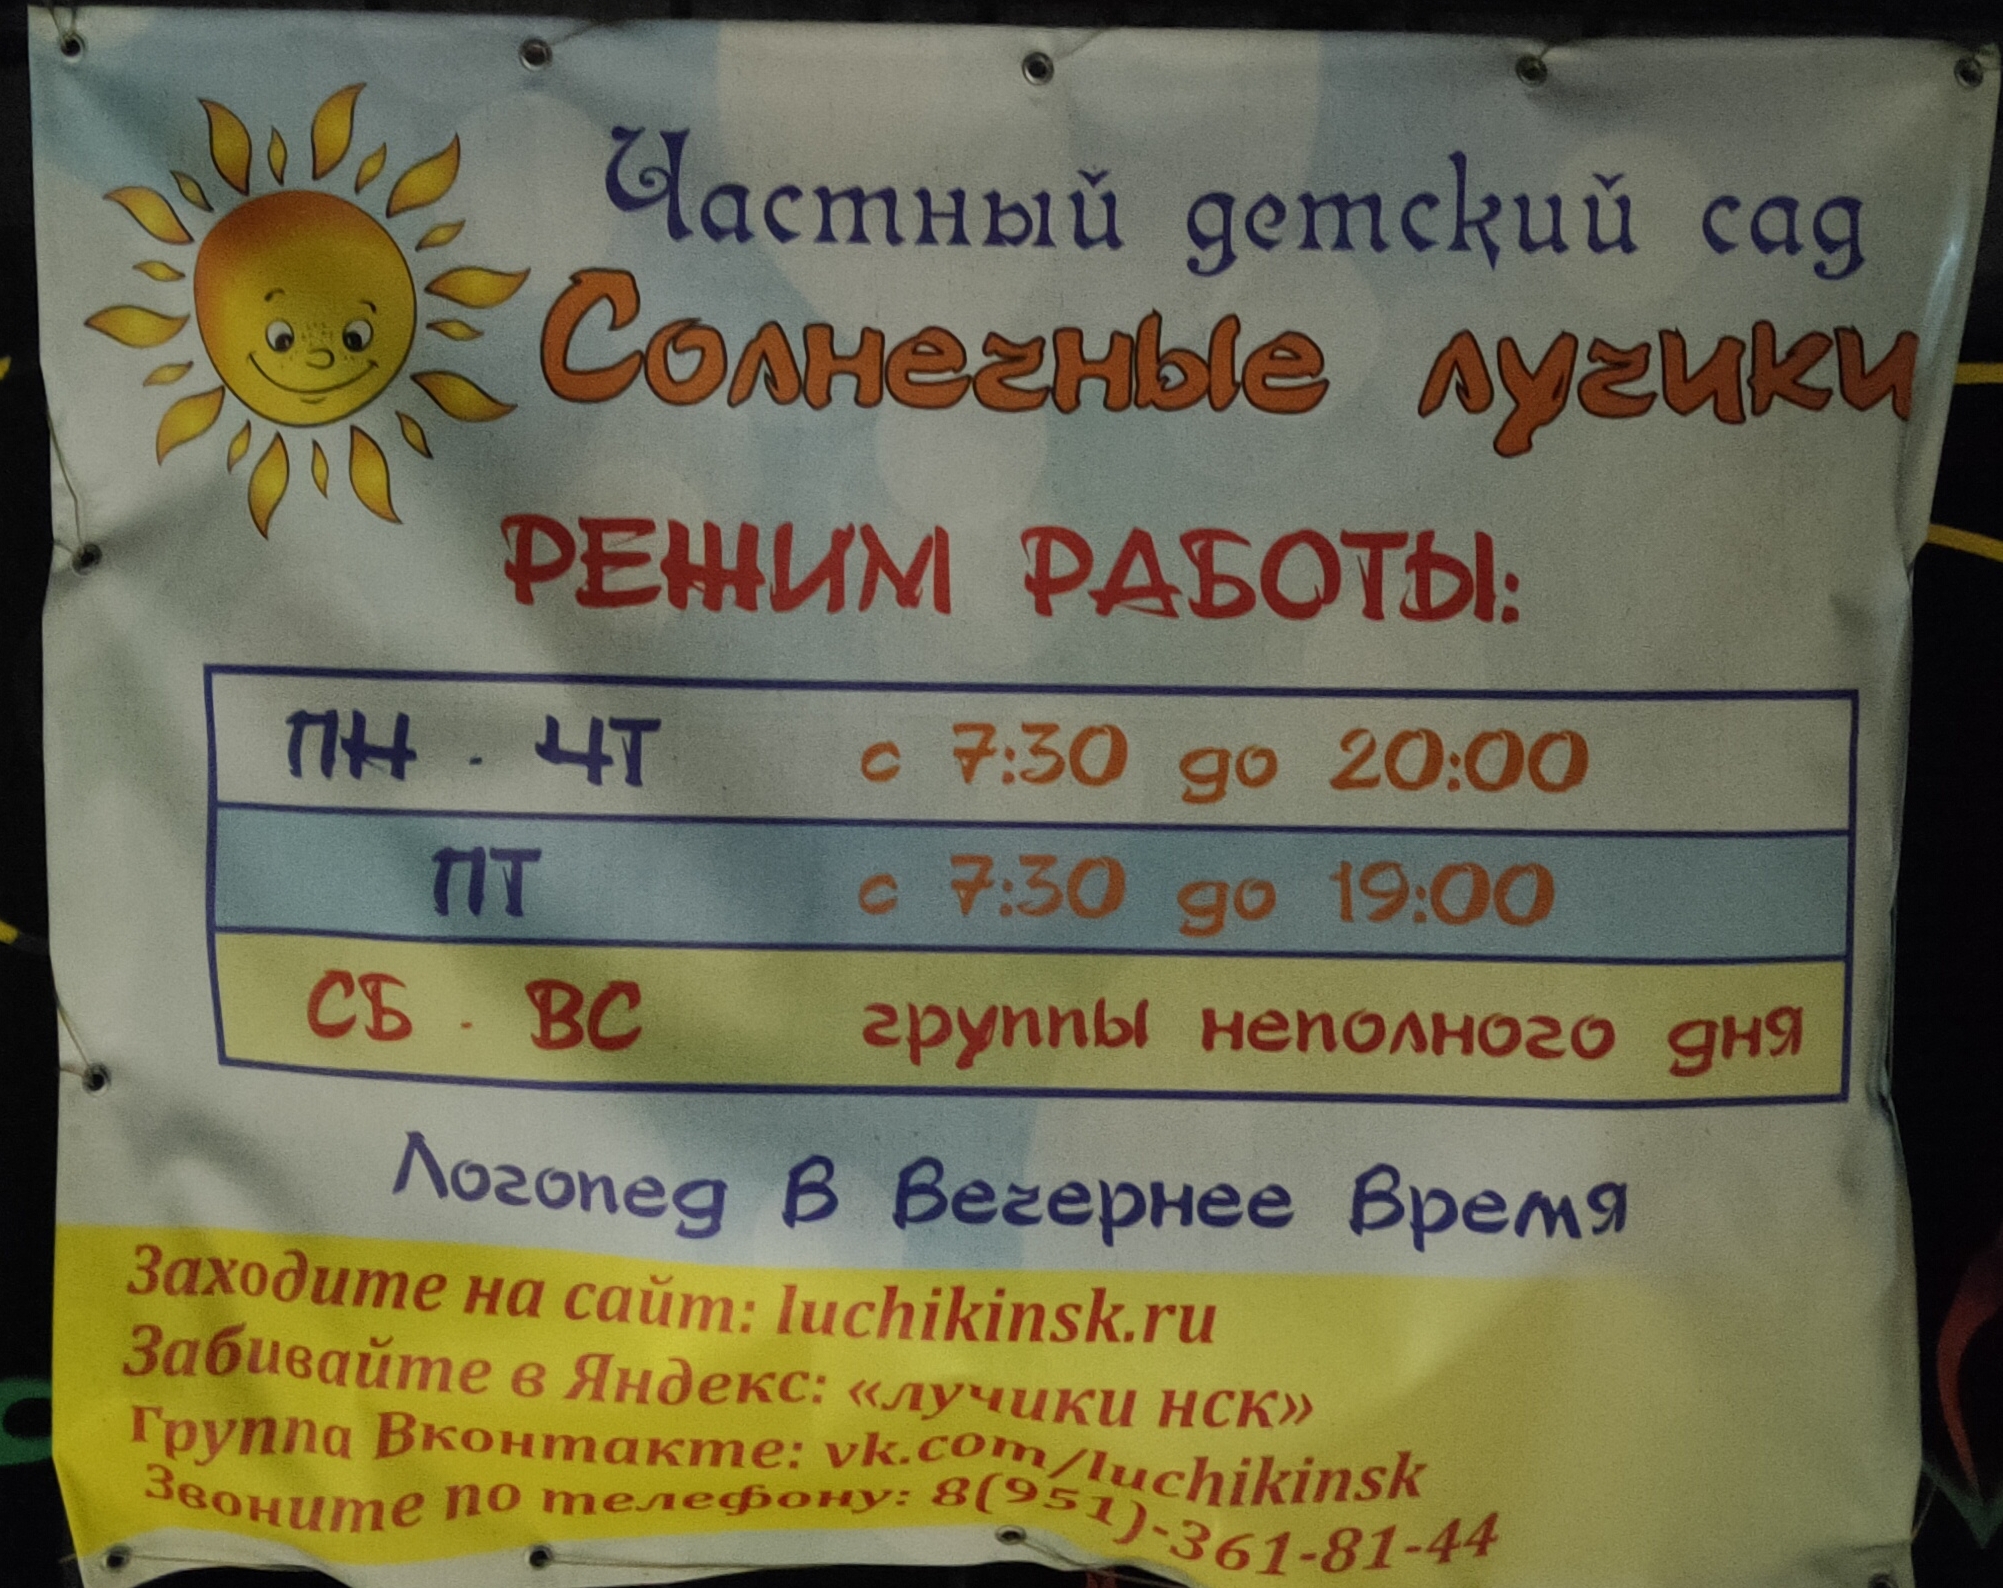 Частный детский сад
Солнечные лучики
РЕЖИМ РАБОТЫ:
ПН - ЧТ с 7:30 до 20:00
ПТ с 7:30 до 19:00
СБ - ВС группы неполного дня
Логопед в вечернее время
Заходите на сайт: luchikinsk.ru
Забивайте в Яндекс: «лучики нск»
Группа Вконтакте: vk.com/luchikinsk
Звоните по телефону: 8(951)-361-81-44